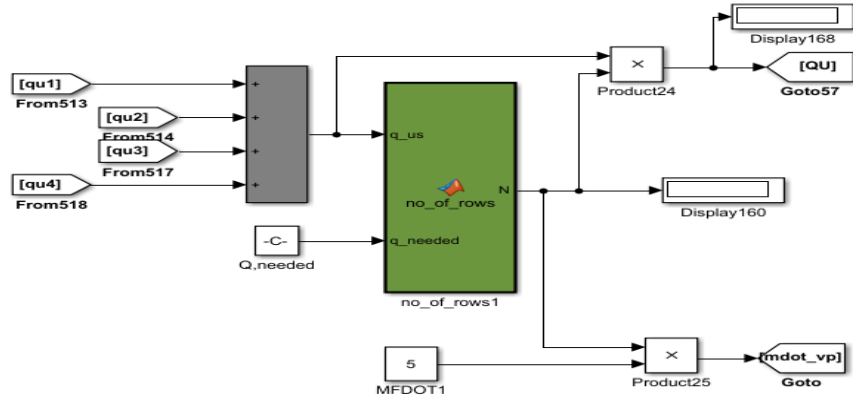 Display168
[QU]
Goto57
×
Product24
[qu1]
From513
+
[qu2]
From514
+
[qu3]
From517
+
[qu4]
From518
+
q_us
N
no_of_rows
q_needed
no_of_rows1
-C-
Q,needed
Display160
5
MFDOT1
×
Product25
[mdot_vp]
Goto